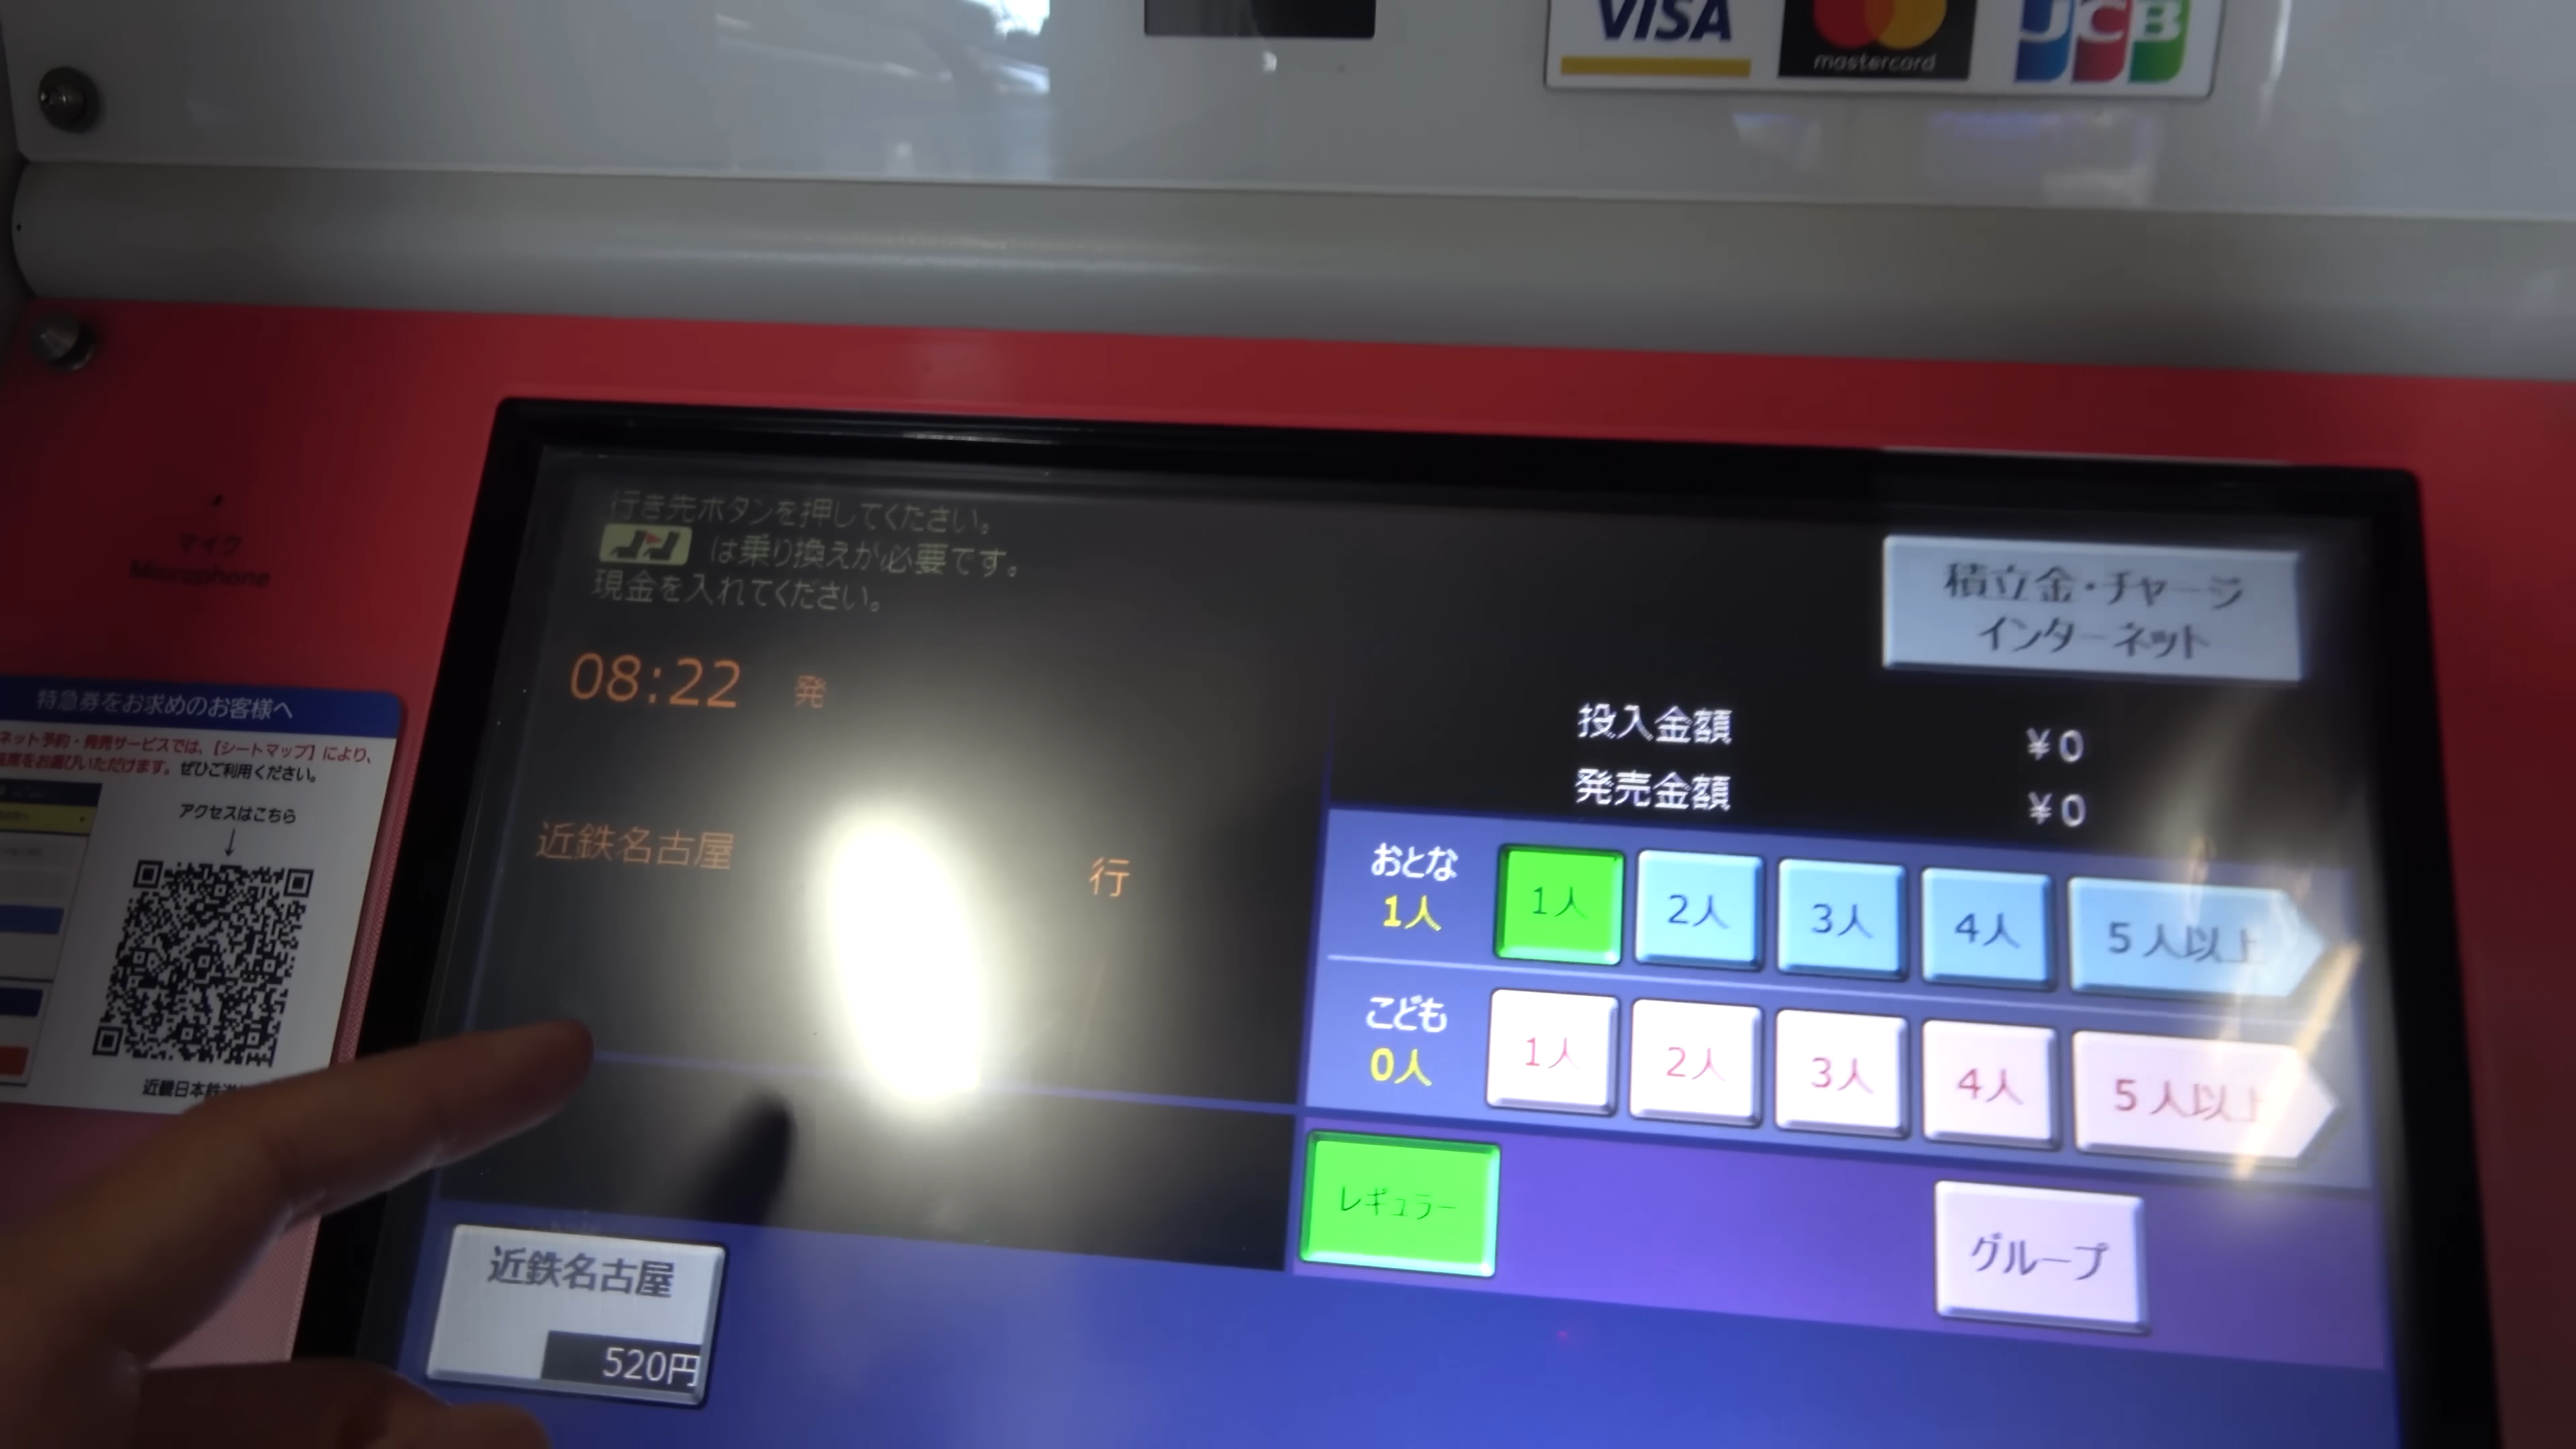 VISA
mastercard
JCB
マイク
Microphone
行き先ボタンを押してください。
は乗り換えが必要です。
現金を入れてください。
積立金・チャージ
インターネット
08:22 発
近鉄名古屋 行
投入金額 ¥0
発売金額 ¥0
おとな
1人
1人 2人 3人 4人 5人以上
こども
0人
1人 2人 3人 4人 5人以上
レギュラー
グループ
近鉄名古屋
520円
特急券をお求めのお客様へ
ネット予約・発売サービスでは、【シートマップ】により、
座席をお選びいただけます。ぜひご利用ください。
アクセスはこちら
↓
近畿日本鉄道